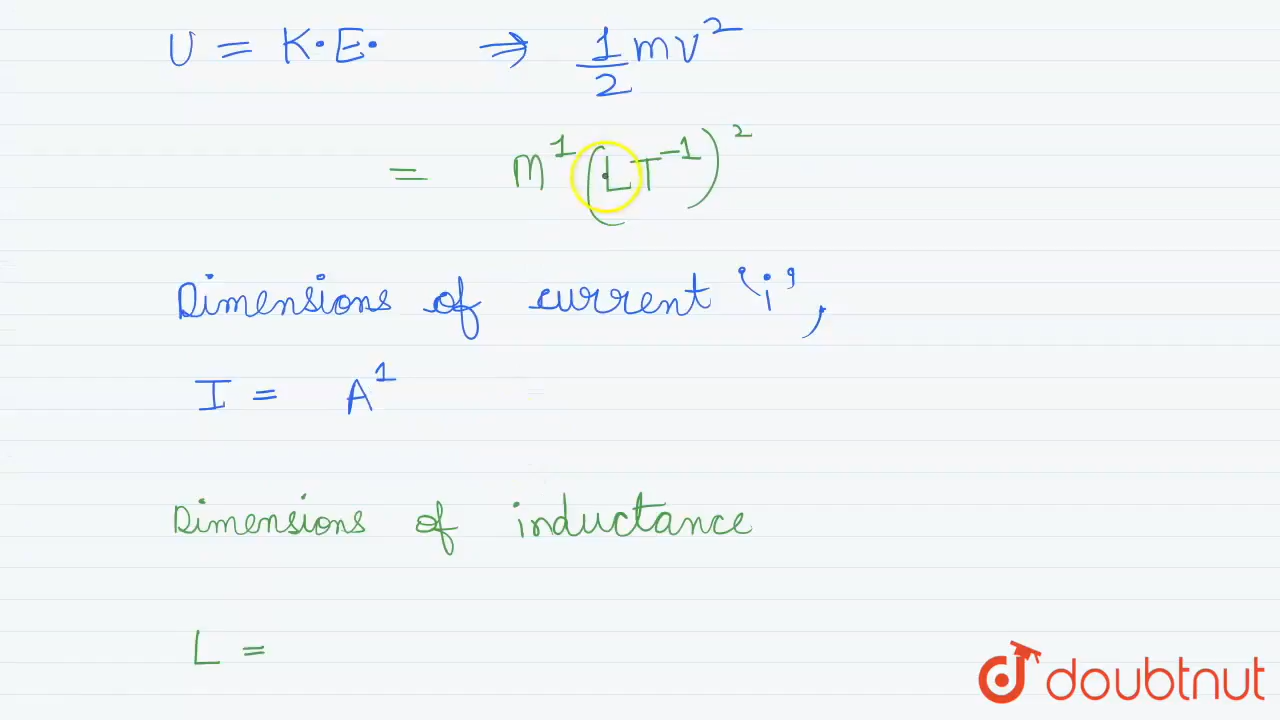 U = K.E. ⇒ 1/2 mv²
= M¹ (LT⁻¹)²
Dimensions of current 'i',
I = A¹
Dimensions of inductance
L =
doubtnut